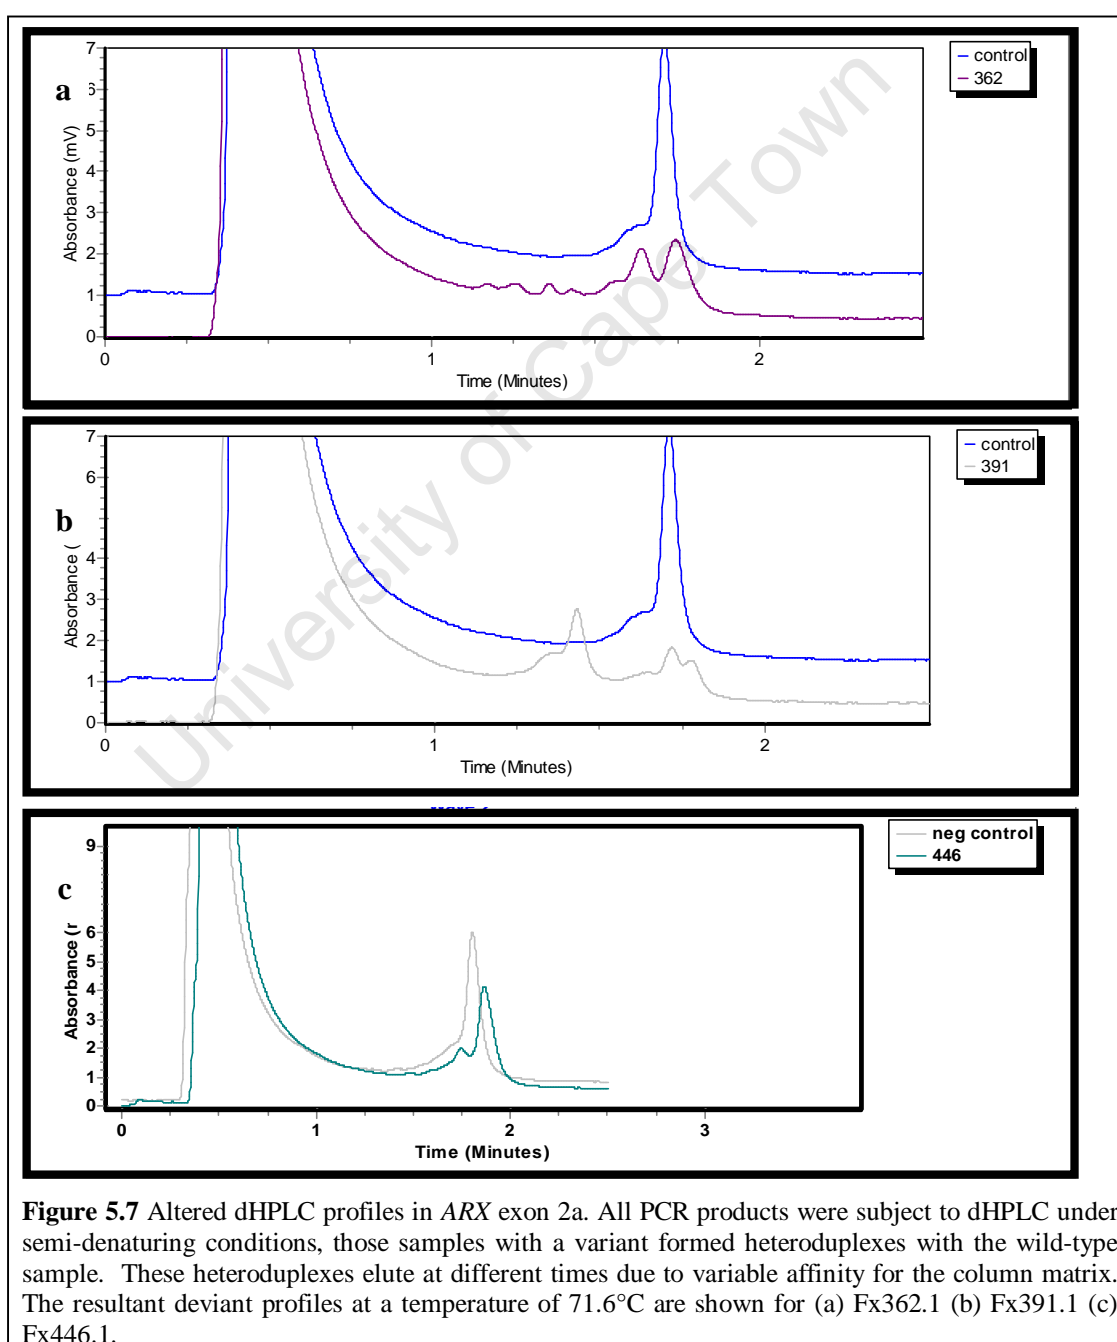 a
7
6
5
4
3
2
1
0
Absorbance (mV)
0 1 2
Time (Minutes)
control
362
b
7
6
4
3
2
1
0
Absorbance (
0 1 2
Time (Minutes)
control
391
c
9
6
5
4
3
2
1
0
Absorbance (r
0 1 2 3
Time (Minutes)
neg control
446
University of Cape Town
Figure 5.7 Altered dHPLC profiles in ARX exon 2a. All PCR products were subject to dHPLC under
semi-denaturing conditions, those samples with a variant formed heteroduplexes with the wild-type
sample. These heteroduplexes elute at different times due to variable affinity for the column matrix.
The resultant deviant profiles at a temperature of 71.6°C are shown for (a) Fx362.1 (b) Fx391.1 (c)
Fx446.1.